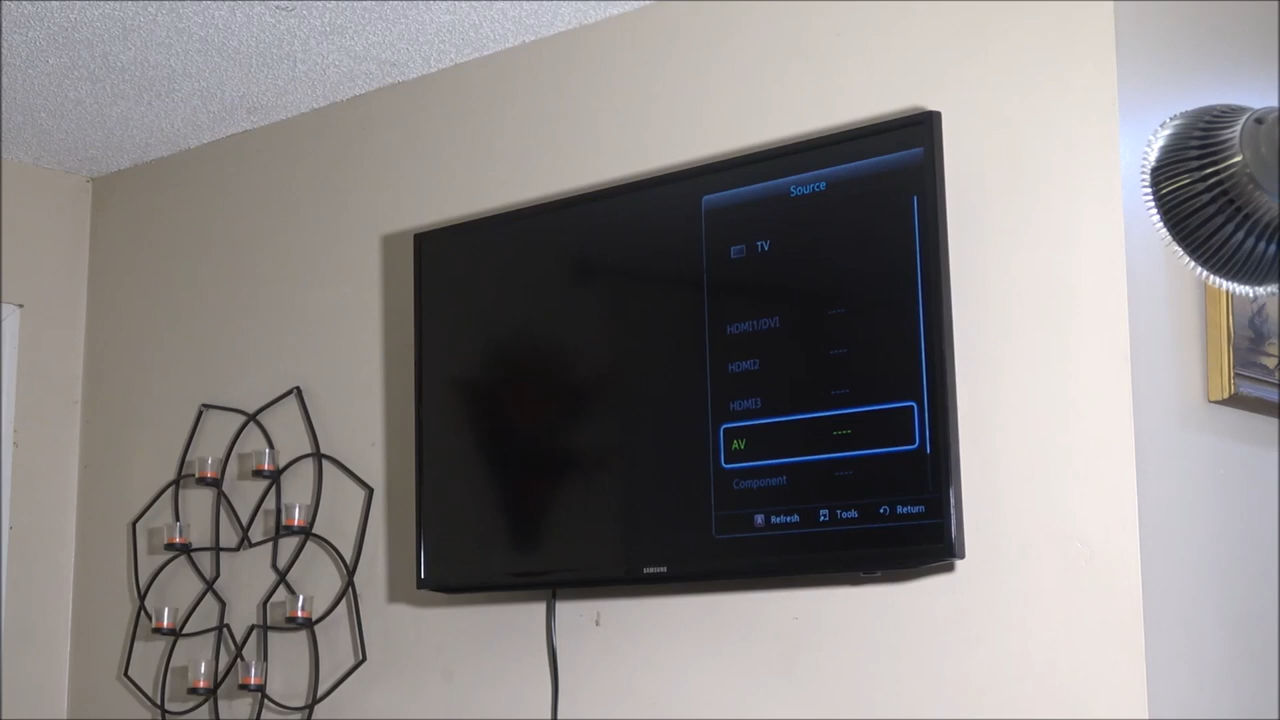 Source
TV
HDMI1/DVI ----
HDMI2 ----
HDMI3 ----
AV ----
Component ----
A Refresh Tools Return
SAMSUNG